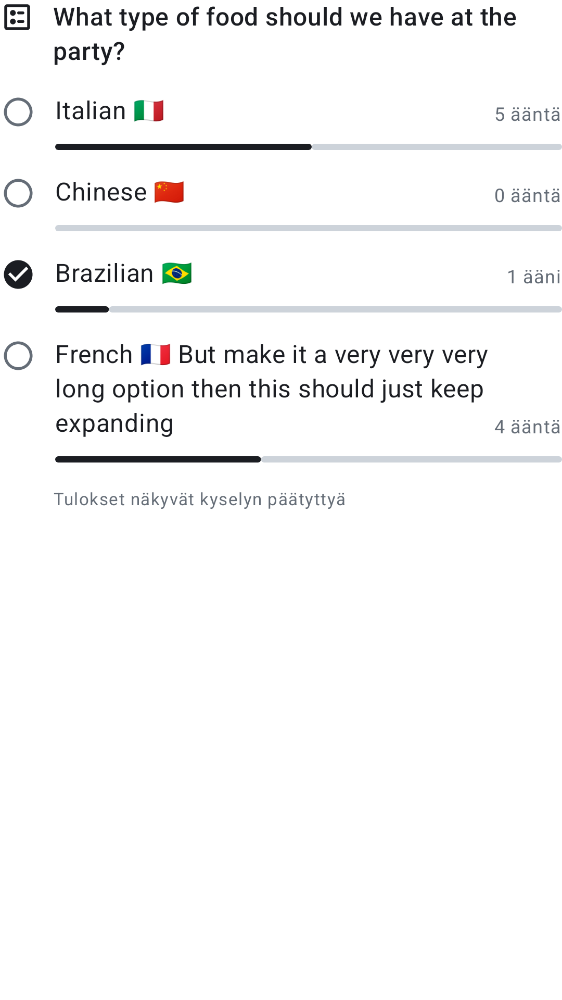 What type of food should we have at the
party?
Italian 🇮🇹
5 ääntä
Chinese 🇨🇳
0 ääntä
Brazilian 🇧🇷
1 ääni
French 🇫🇷 But make it a very very very
long option then this should just keep
expanding
4 ääntä
Tulokset näkyvät kyselyn päätyttyä